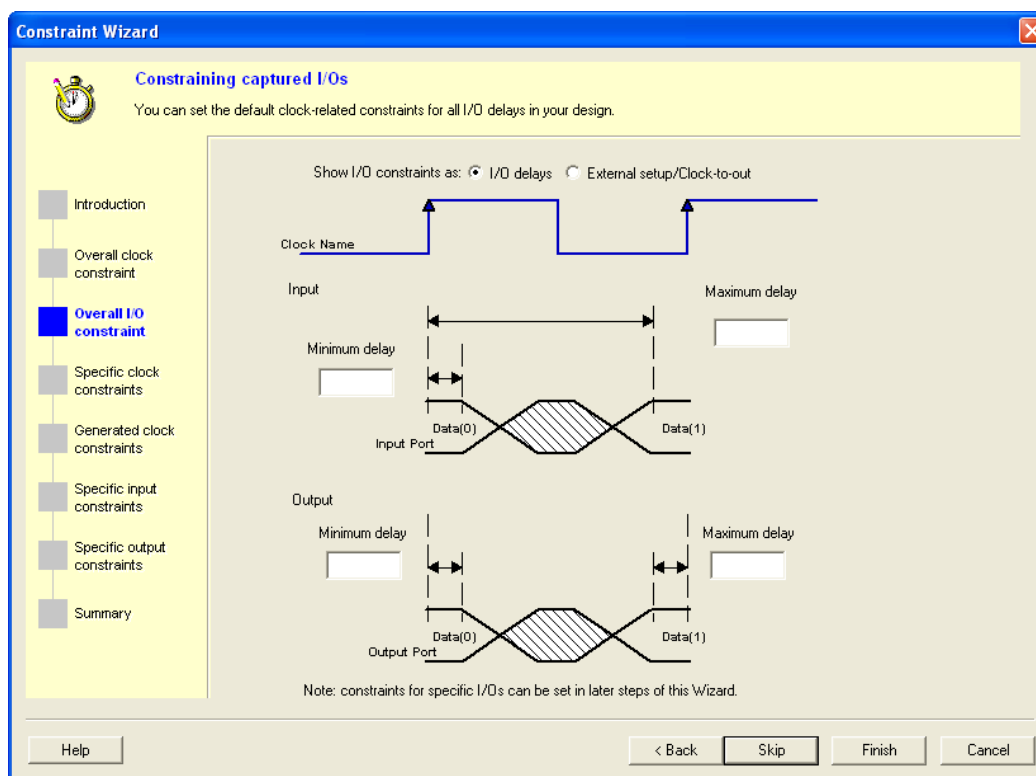 Constraint Wizard
Constraining captured I/Os
You can set the default clock-related constraints for all I/O delays in your design.
Introduction
Overall clock
constraint
Overall I/O
constraint
Specific clock
constraints
Generated clock
constraints
Specific input
constraints
Specific output
constraints
Summary
Show I/O constraints as: I/O delays External setup/Clock-to-out
Clock Name
Input
Maximum delay
Minimum delay
Data(0)
Data(1)
Input Port
Output
Minimum delay
Maximum delay
Data(0)
Data(1)
Output Port
Note: constraints for specific I/Os can be set in later steps of this Wizard.
Help
< Back
Skip
Finish
Cancel